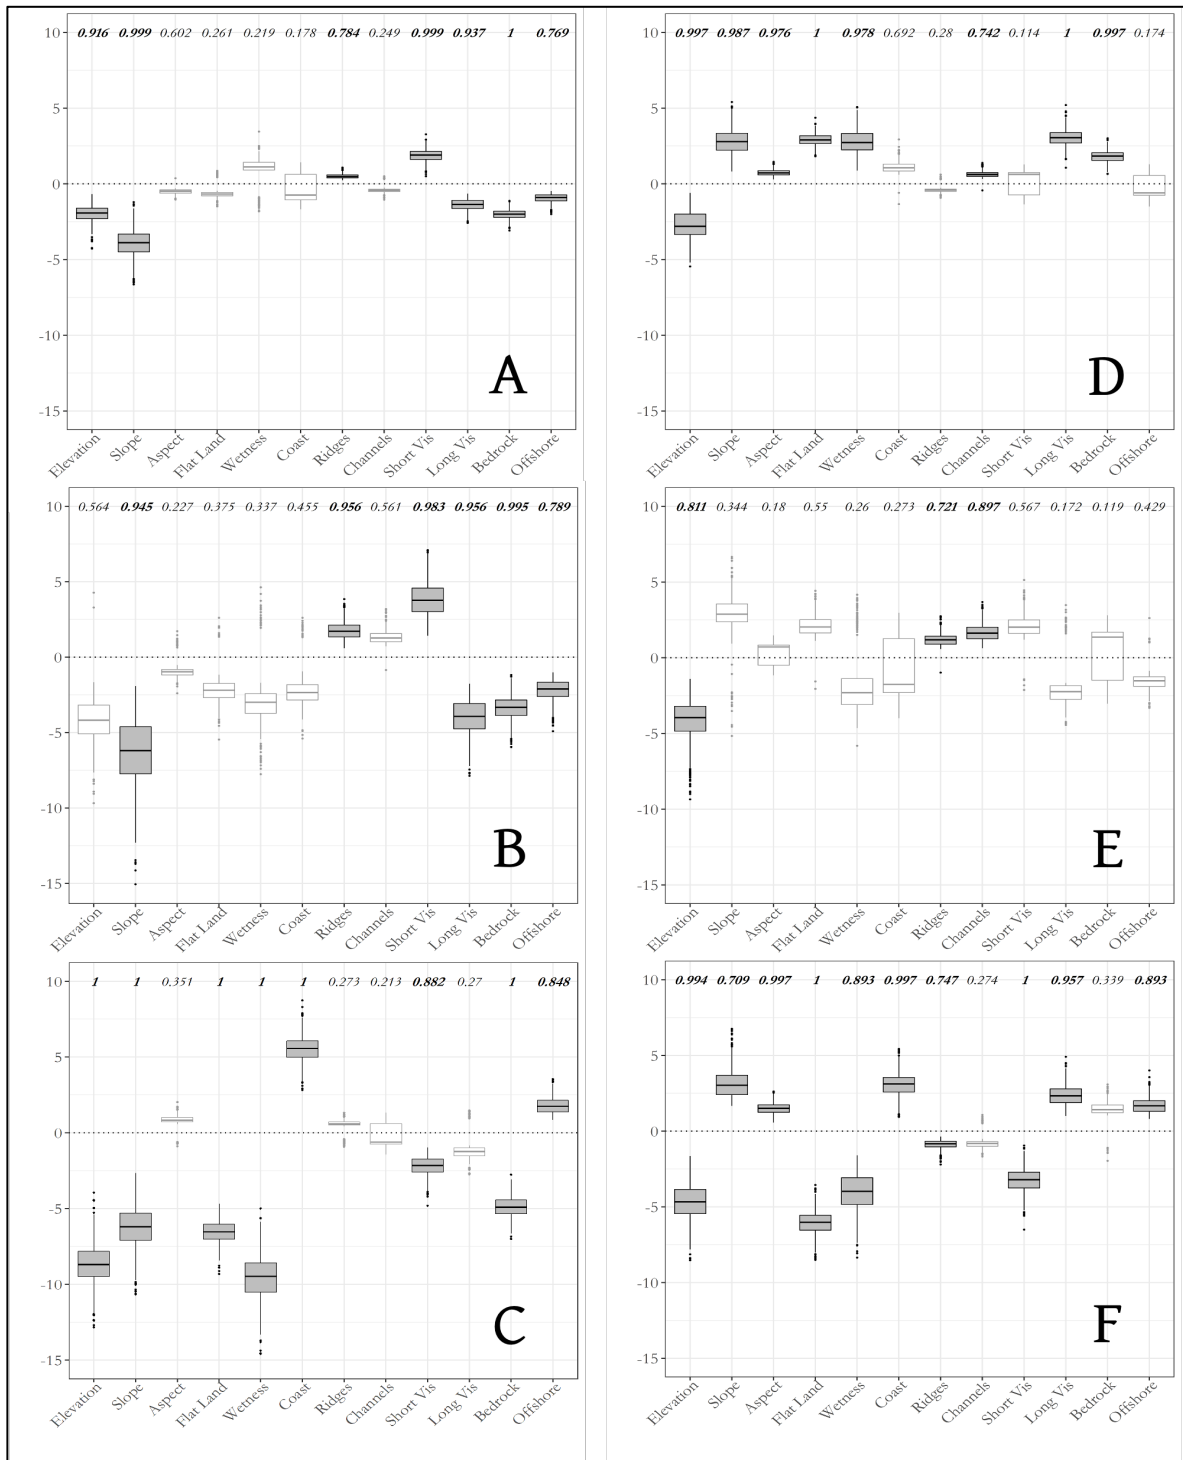 10 0.916 0.999 0.602 0.261 0.219 0.178 0.784 0.249 0.999 0.937 1 0.769
5
0
-5
-10
-15
A
Elevation Slope Aspect Flat Land Wetness Coast Ridges Channels Short Vis Long Vis Bedrock Offshore
10 0.997 0.987 0.976 1 0.978 0.692 0.28 0.742 0.114 1 0.997 0.174
5
0
-5
-10
-15
D
Elevation Slope Aspect Flat Land Wetness Coast Ridges Channels Short Vis Long Vis Bedrock Offshore
10 0.564 0.945 0.227 0.375 0.337 0.455 0.956 0.561 0.983 0.956 0.995 0.789
5
0
-5
-10
-15
B
Elevation Slope Aspect Flat Land Wetness Coast Ridges Channels Short Vis Long Vis Bedrock Offshore
10 0.811 0.344 0.18 0.55 0.26 0.273 0.721 0.897 0.567 0.172 0.119 0.429
5
0
-5
-10
-15
E
Elevation Slope Aspect Flat Land Wetness Coast Ridges Channels Short Vis Long Vis Bedrock Offshore
10 1 1 0.351 1 1 1 0.273 0.213 0.882 0.27 1 0.848
5
0
-5
-10
-15
C
Elevation Slope Aspect Flat Land Wetness Coast Ridges Channels Short Vis Long Vis Bedrock Offshore
10 0.994 0.709 0.997 1 0.893 0.997 0.747 0.274 1 0.957 0.339 0.893
5
0
-5
-10
-15
F
Elevation Slope Aspect Flat Land Wetness Coast Ridges Channels Short Vis Long Vis Bedrock Offshore